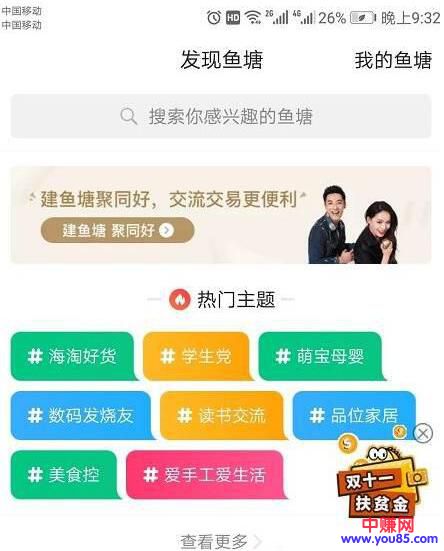 中国移动
中国移动
HD 2G 4G 26% 晚上9:32
发现鱼塘 我的鱼塘
搜索你感兴趣的鱼塘
建鱼塘聚同好，交流交易更便利
建鱼塘 聚同好 >
热门主题
# 海淘好货 # 学生党 # 萌宝母婴
# 数码发烧友 # 读书交流 # 品位家居
# 美食控 # 爱手工爱生活
双十一
扶贫金
查看更多 >
中赚网
www.you85.com